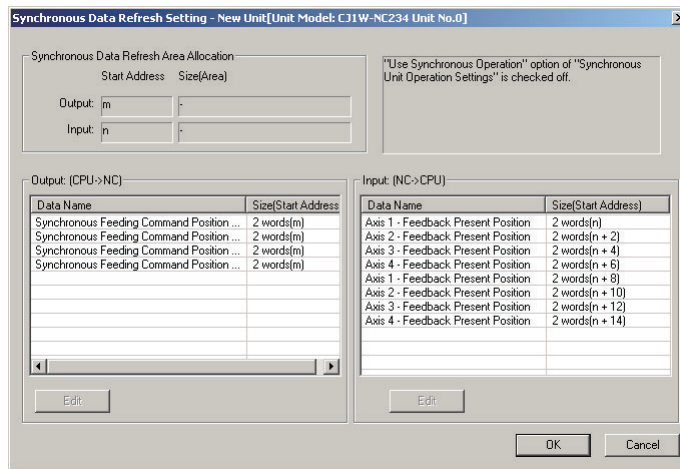 Synchronous Data Refresh Setting - New Unit[Unit Model: CJ1W-NC234 Unit No.0]
Synchronous Data Refresh Area Allocation
Start Address Size(Area)
Output: m -
Input: n -
"Use Synchronous Operation" option of "Synchronous
Unit Operation Settings" is checked off.
Output: (CPU->NC)
Data Name Size(Start Address
Synchronous Feeding Command Position ... 2 words(m)
Synchronous Feeding Command Position ... 2 words(m)
Synchronous Feeding Command Position ... 2 words(m)
Synchronous Feeding Command Position ... 2 words(m)
Edit
Input: (NC->CPU)
Data Name Size(Start Address)
Axis 1 - Feedback Present Position 2 words(n)
Axis 2 - Feedback Present Position 2 words(n + 2)
Axis 3 - Feedback Present Position 2 words(n + 4)
Axis 4 - Feedback Present Position 2 words(n + 6)
Axis 1 - Feedback Present Position 2 words(n + 8)
Axis 2 - Feedback Present Position 2 words(n + 10)
Axis 3 - Feedback Present Position 2 words(n + 12)
Axis 4 - Feedback Present Position 2 words(n + 14)
Edit
OK Cancel